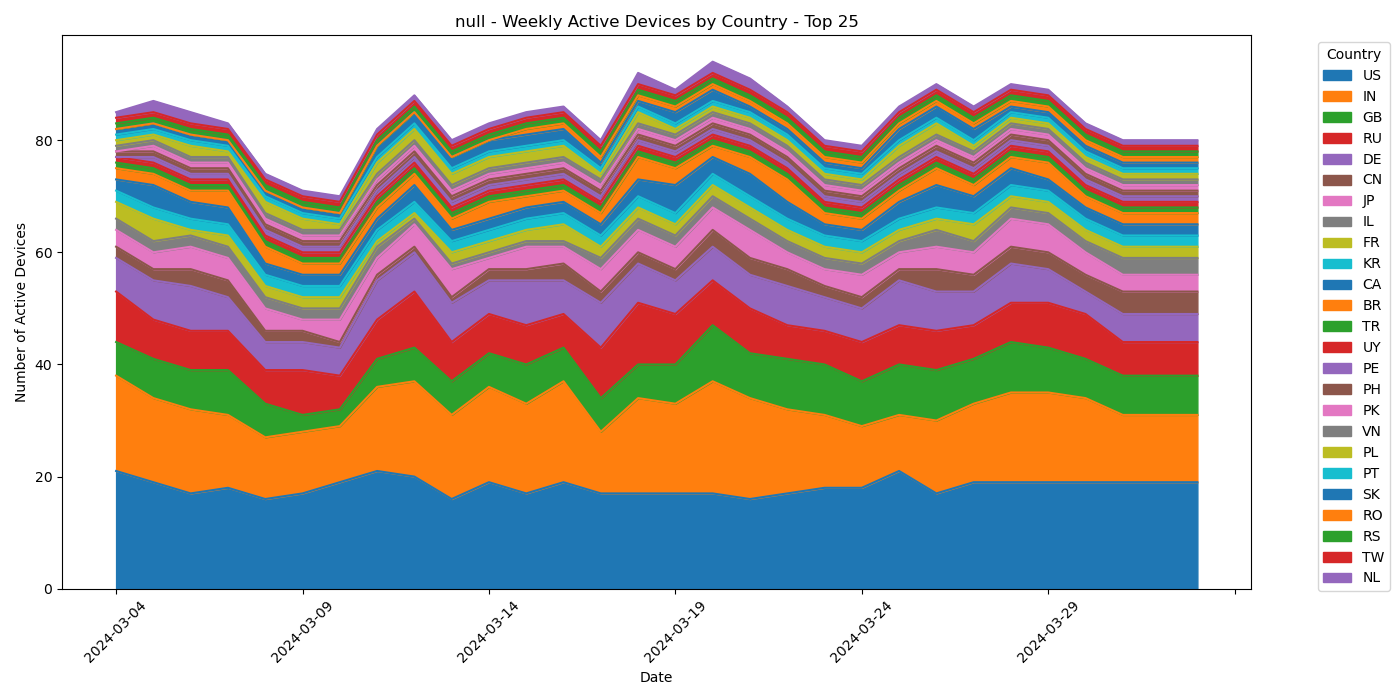 null - Weekly Active Devices by Country - Top 25
Number of Active Devices
80
60
40
20
0
2024-03-04
2024-03-09
2024-03-14
2024-03-19
2024-03-24
2024-03-29
Date
Country
US
IN
GB
RU
DE
CN
JP
IL
FR
KR
CA
BR
TR
UY
PE
PH
PK
VN
PL
PT
SK
RO
RS
TW
NL